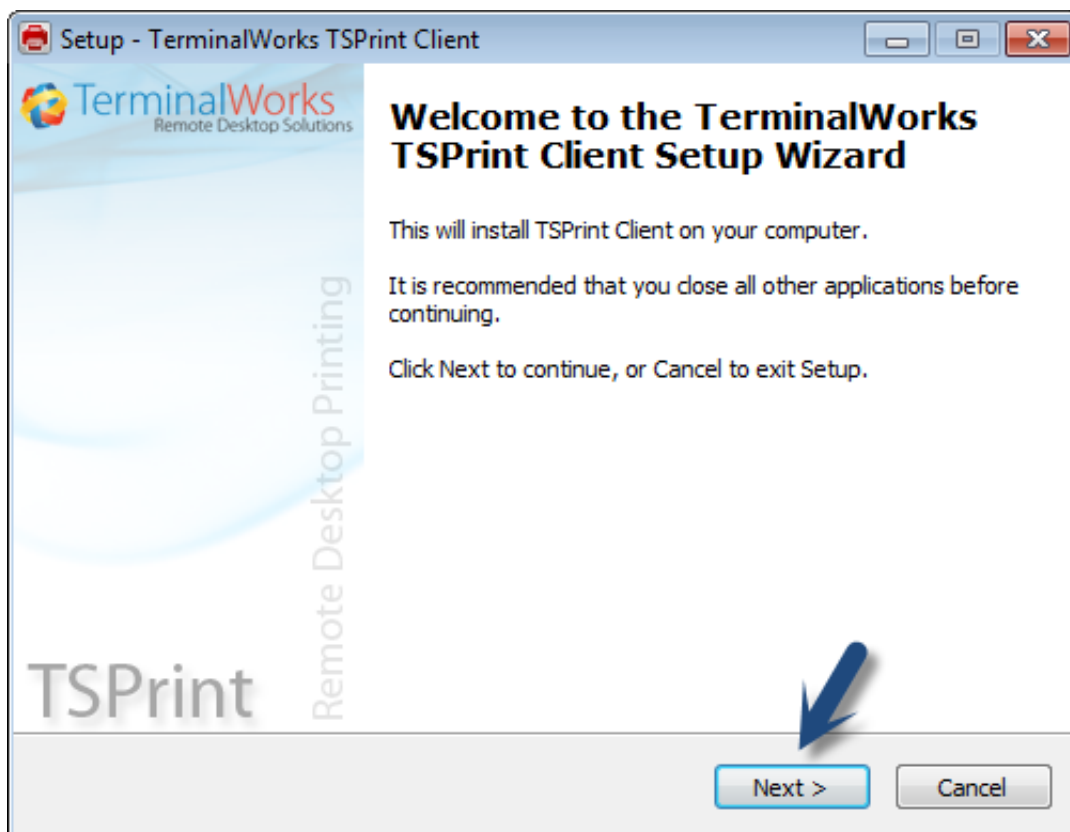 Setup - TerminalWorks TSPrint Client
TerminalWorks
Remote Desktop Solutions
Welcome to the TerminalWorks
TSPrint Client Setup Wizard
This will install TSPrint Client on your computer.
It is recommended that you close all other applications before
continuing.
Click Next to continue, or Cancel to exit Setup.
Remote Desktop Printing
TSPrint
Next >
Cancel